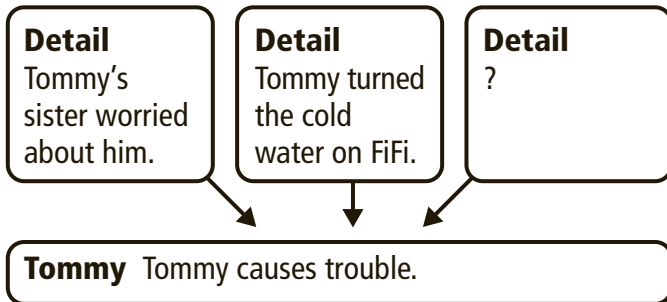 Detail
Tommy's
sister worried
about him.
Detail
Tommy turned
the cold
water on FiFi.
Detail
?
Tommy Tommy causes trouble.